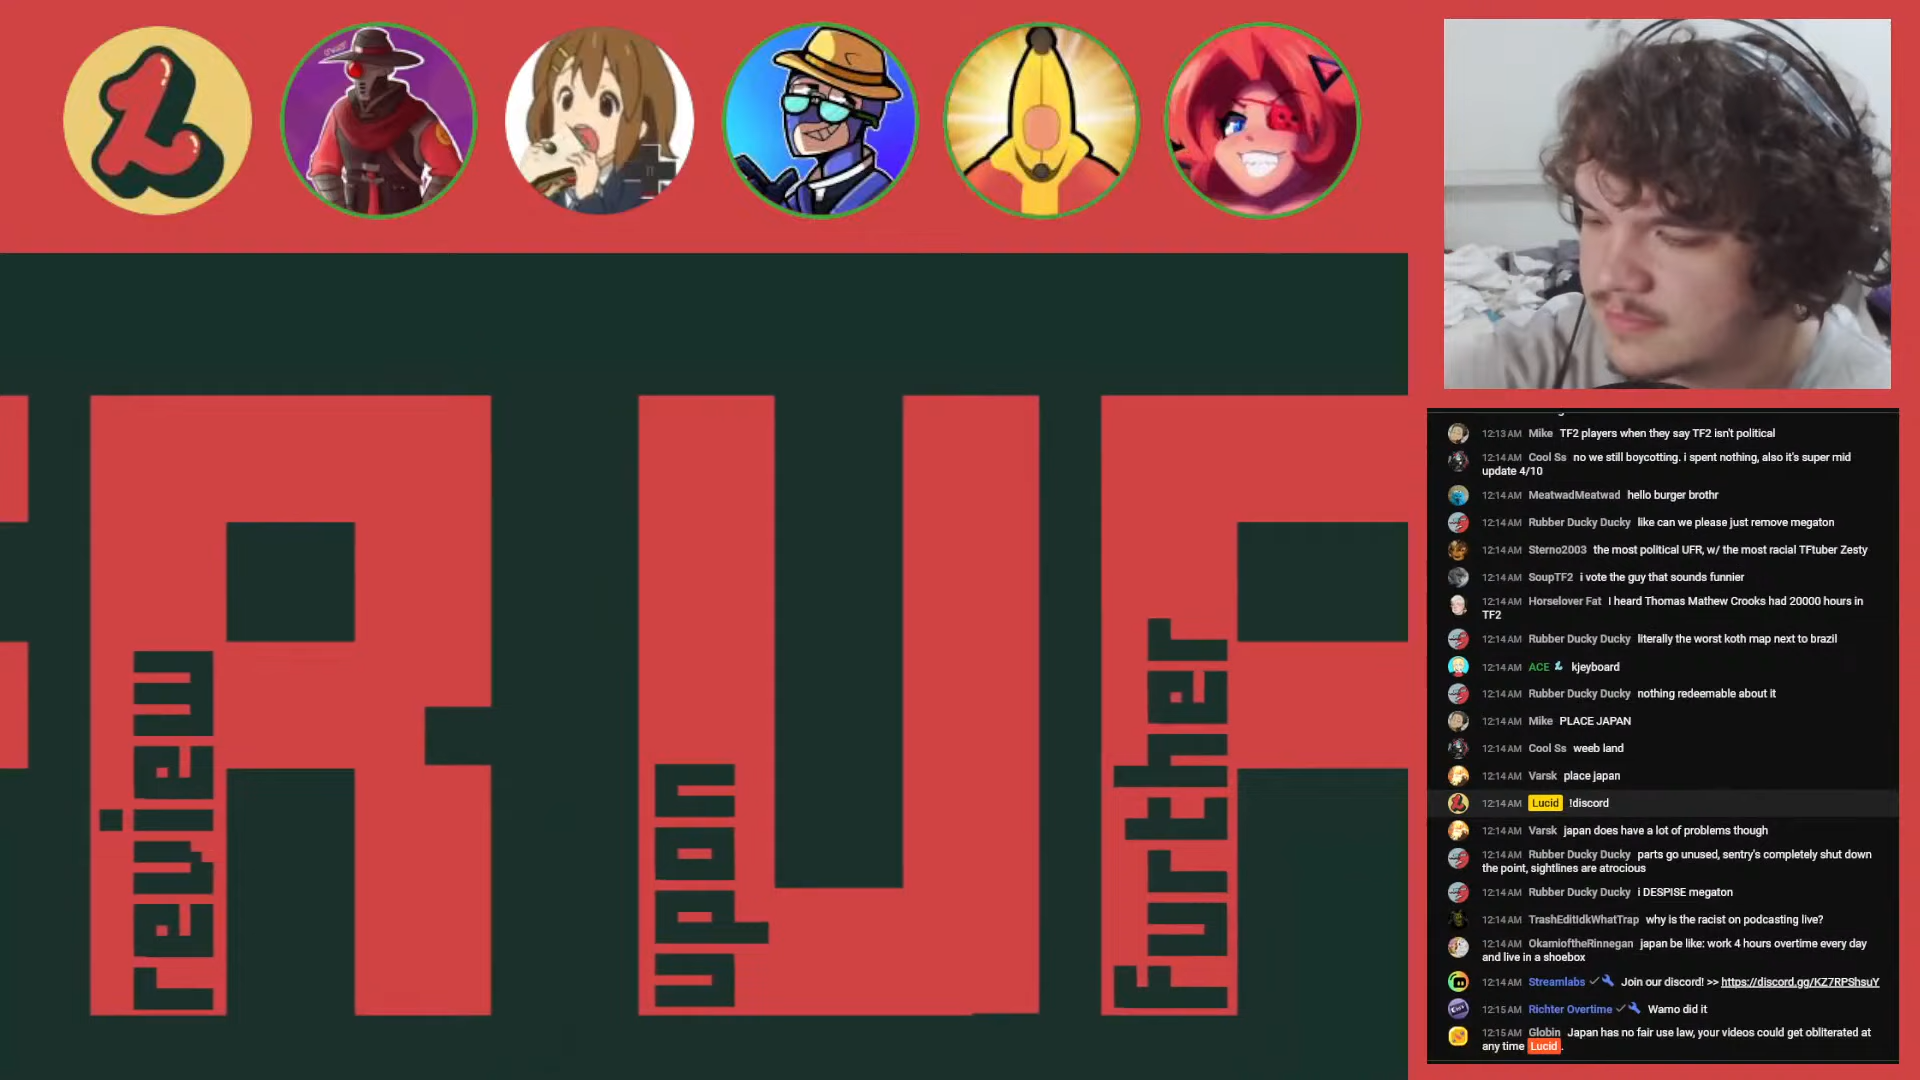 review
upon
further
12:13 AM Mike TF2 players when they say TF2 isn't political
12:14 AM Cool Ss no we still boycotting. i spent nothing, also it's super mid
update 4/10
12:14 AM MeatwadMeatwad hello burger brothr
12:14 AM Rubber Ducky Ducky like can we please just remove megaton
12:14 AM Sterno2003 the most political UFR, w/ the most racial TFtuber Zesty
12:14 AM SoupTF2 i vote the guy that sounds funnier
12:14 AM Horselover Fat I heard Thomas Mathew Crooks had 20000 hours in
TF2
12:14 AM Rubber Ducky Ducky literally the worst koth map next to brazil
12:14 AM ACE kjeyboard
12:14 AM Rubber Ducky Ducky nothing redeemable about it
12:14 AM Mike PLACE JAPAN
12:14 AM Cool Ss weeb land
12:14 AM Varsk place japan
12:14 AM Lucid !discord
12:14 AM Varsk japan does have a lot of problems though
12:14 AM Rubber Ducky Ducky parts go unused, sentry's completely shut down
the point, sightlines are atrocious
12:14 AM Rubber Ducky Ducky i DESPISE megaton
12:14 AM TrashEditIdkWhatTrap why is the racist on podcasting live?
12:14 AM OkamioftheRinnegan japan be like: work 4 hours overtime every day
and live in a shoebox
12:14 AM Streamlabs Join our discord! >> https://discord.gg/KZ7RPShsuY
12:15 AM Richter Overtime Wamo did it
12:15 AM Globin Japan has no fair use law, your videos could get obliterated at
any time Lucid.